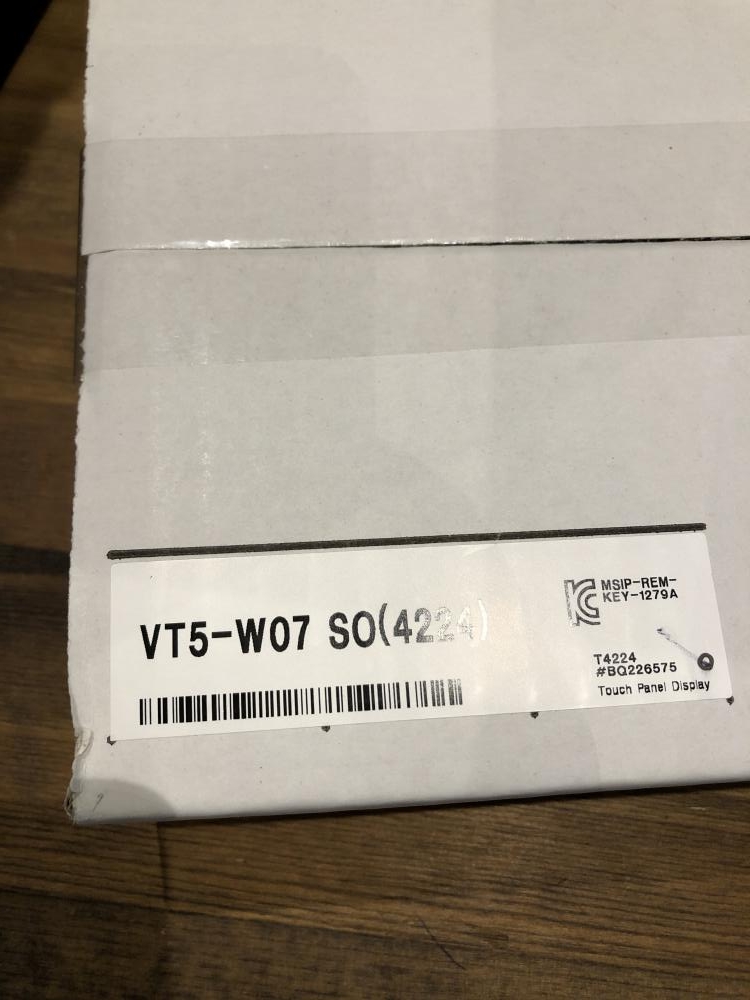 VT5-W07 SO(4224)
MSIP-REM-
KEY-1279A
T4224
#BQ226575
Touch Panel Display